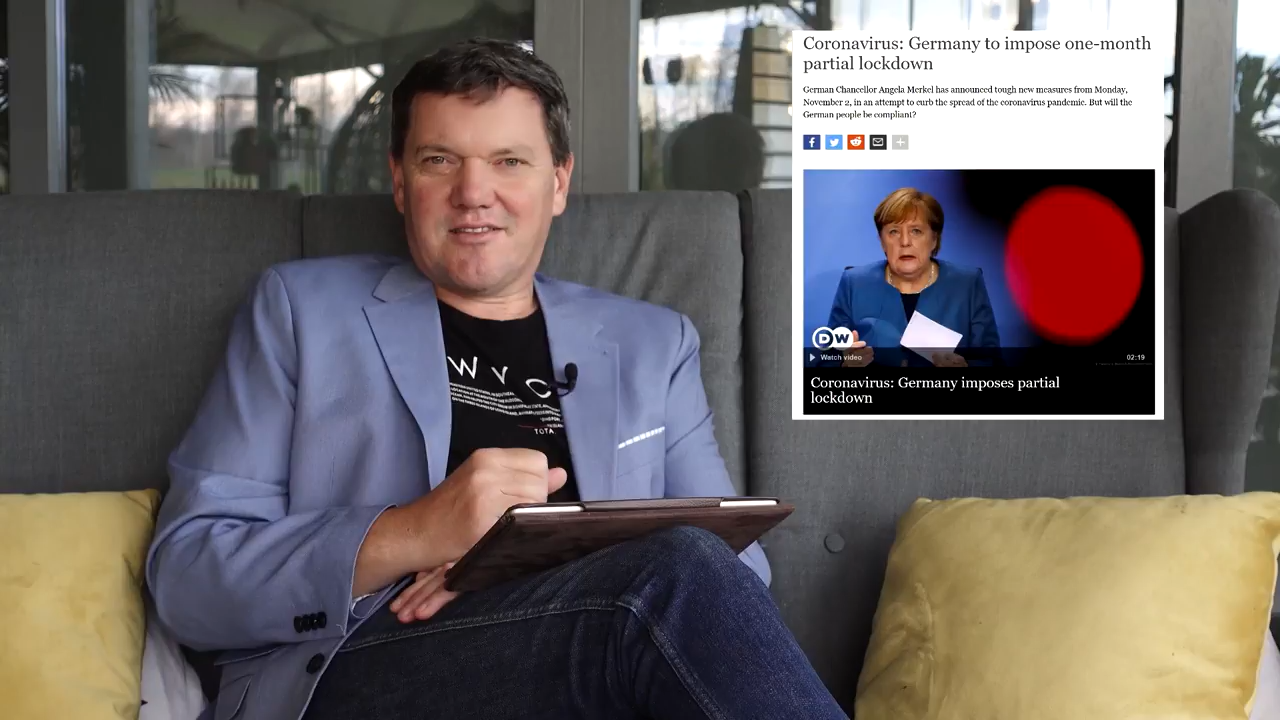 Coronavirus: Germany to impose one-month
partial lockdown
German Chancellor Angela Merkel has announced tough new measures from Monday,
November 2, in an attempt to curb the spread of the coronavirus pandemic. But will the
German people be compliant?
DW
Watch video
02:19
Coronavirus: Germany imposes partial
lockdown
W Y C
TOTA